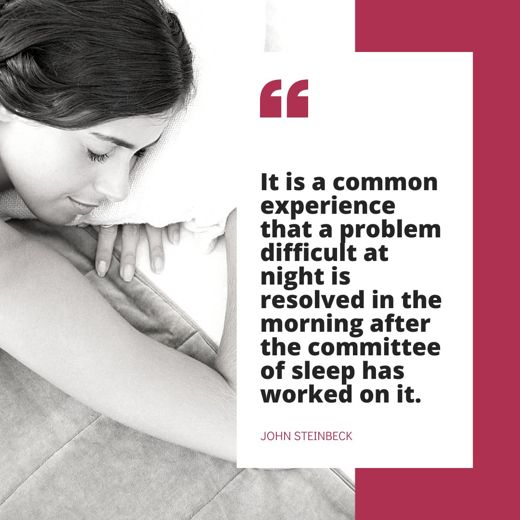 It is a common
experience
that a problem
difficult at
night is
resolved in the
morning after
the committee
of sleep has
worked on it.
JOHN STEINBECK